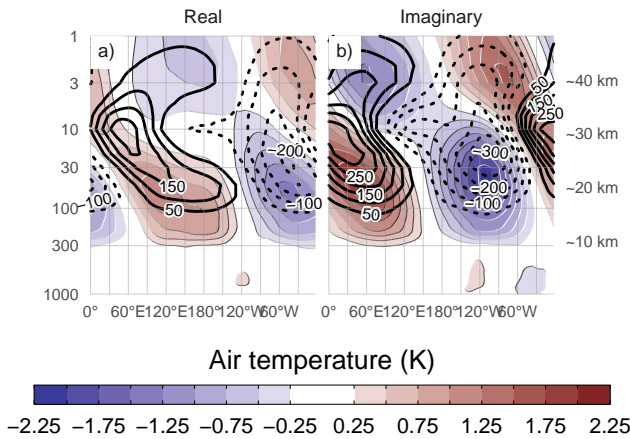 Real
Imaginary
a)
b)
1
3
10
30
100
300
1000
50
150
250
~40 km
~30 km
~20 km
~10 km
−200
−100
−100
150
50
−300
−200
−100
250
150
50
0° 60°E 120°E 180° 120°W 60°W
0° 60°E 120°E 180° 120°W 60°W
Air temperature (K)
−2.25 −1.75 −1.25 −0.75 −0.25 0.25 0.75 1.25 1.75 2.25